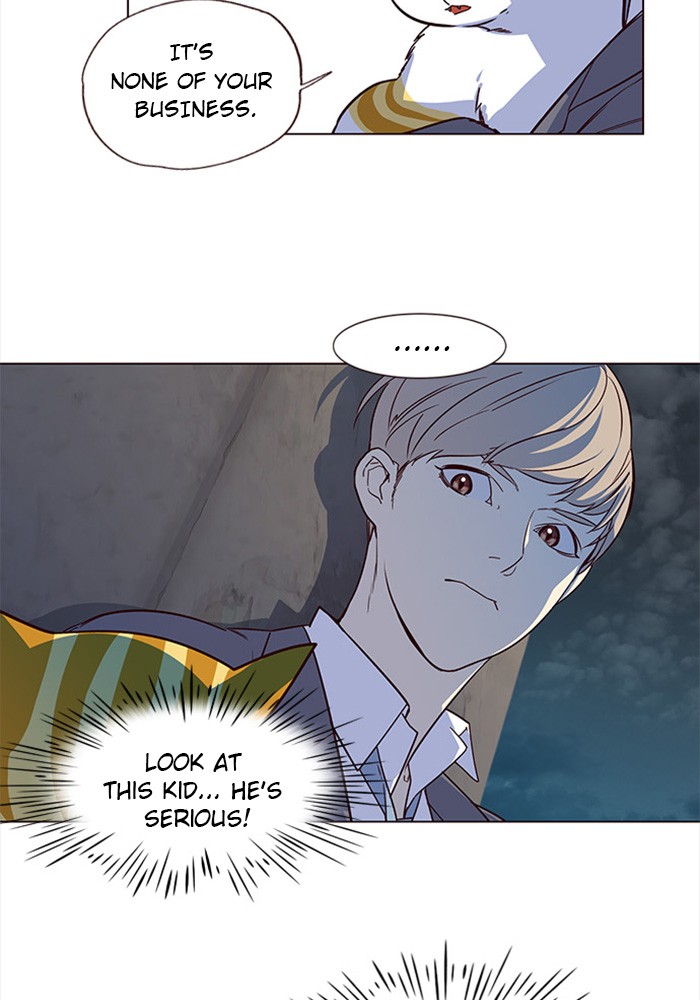 IT'S
NONE OF YOUR
BUSINESS.
......
LOOK AT
THIS KID... HE'S
SERIOUS!